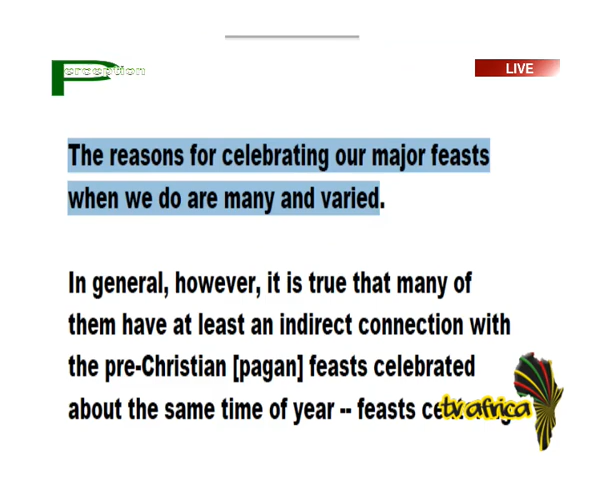 Perception
LIVE
The reasons for celebrating our major feasts
when we do are many and varied.
In general, however, it is true that many of
them have at least an indirect connection with
the pre-Christian [pagan] feasts celebrated
about the same time of year -- feasts
tv africa